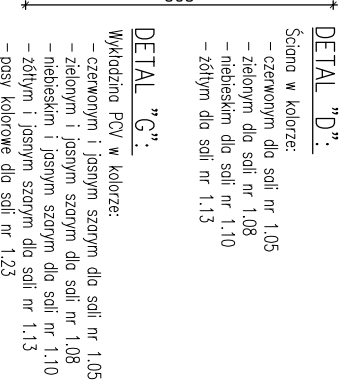 DETAL "D":
Ściana w kolorze:
- czerwonym dla sali nr 1.05
- zielonym dla sali nr 1.08
- niebieskim dla sali nr 1.10
- żółtym dla sali nr 1.13
DETAL "G":
Wykładzina PCV w kolorze:
- czerwonym i jasnym szarym dla sali nr 1.05
- zielonym i jasnym szarym dla sali nr 1.08
- niebieskim i jasnym szarym dla sali nr 1.10
- żółtym i jasnym szarym dla sali nr 1.13
- pasy kolorowe dla sali nr 1.23